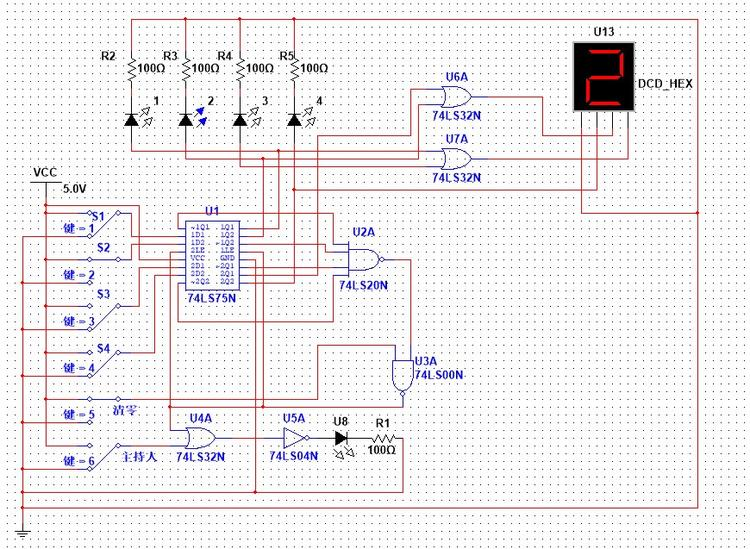 U13
R2 R3 R4 R5
100Ω 100Ω 100Ω 100Ω
U6A
DCD_HEX
1 2 3 4
74LS32N
U7A
VCC
5.0V
74LS32N
S1
键 = 1
U1
~1Q1 1Q1
1D1 1Q2
1D2 ~1Q2
2LE 1LE
VCC GND
2D1 ~2Q1
2D2 2Q1
~2Q2 2Q2
74LS75N
U2A
74LS20N
S2
键 = 2
S3
键 = 3
S4
键 = 4
U3A
74LS00N
清零
键 = 5
主持人
键 = 6
U4A
74LS32N
U5A
74LS04N
U8
R1
100Ω